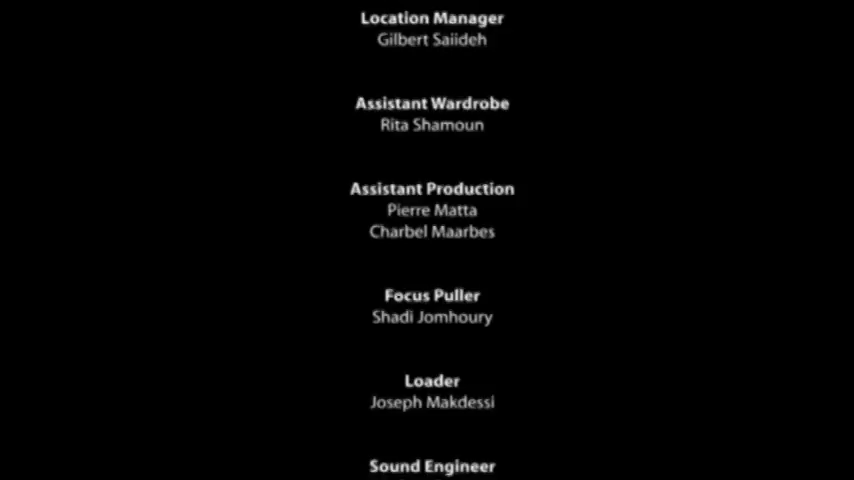 Location Manager
Gilbert Saiideh
Assistant Wardrobe
Rita Shamoun
Assistant Production
Pierre Matta
Charbel Maarbes
Focus Puller
Shadi Jomhoury
Loader
Joseph Makdessi
Sound Engineer